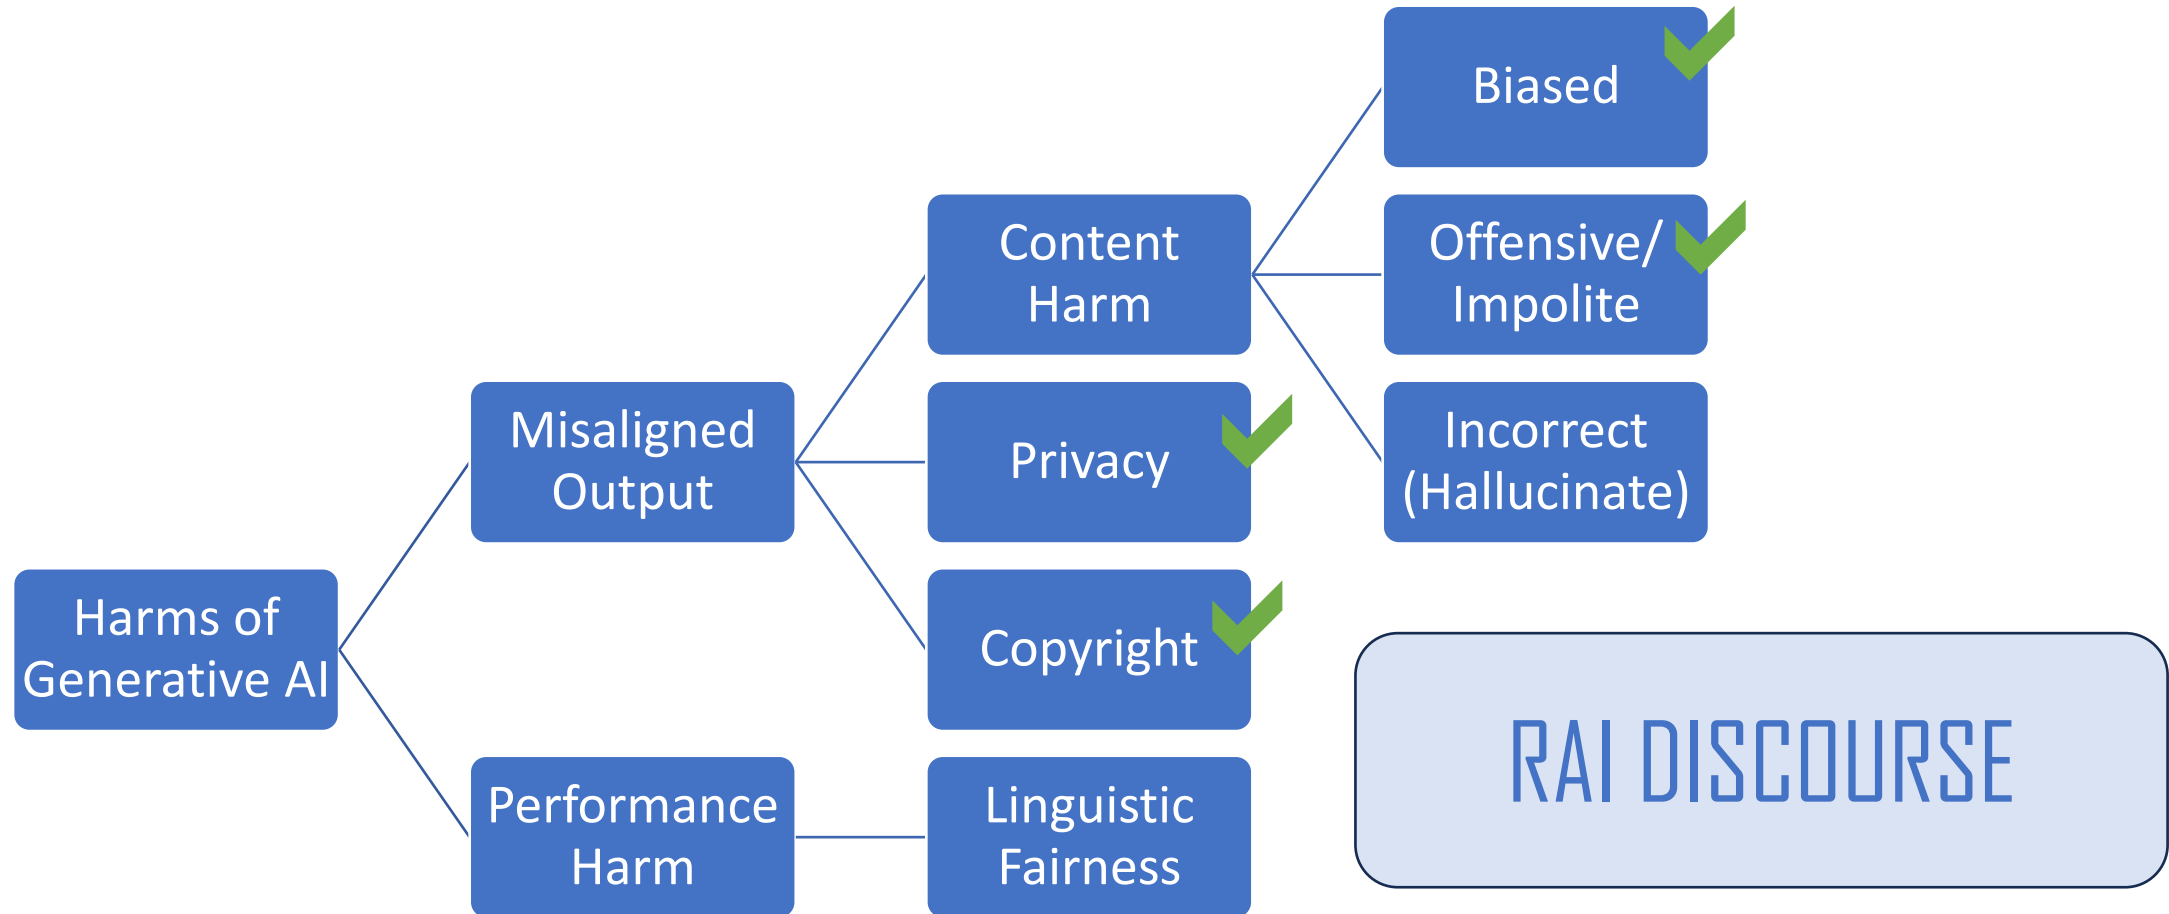 Harms of
Generative AI
Misaligned
Output
Performance
Harm
Content
Harm
Privacy
Copyright
Linguistic
Fairness
Biased
Offensive/
Impolite
Incorrect
(Hallucinate)
RAI DISCOURSE